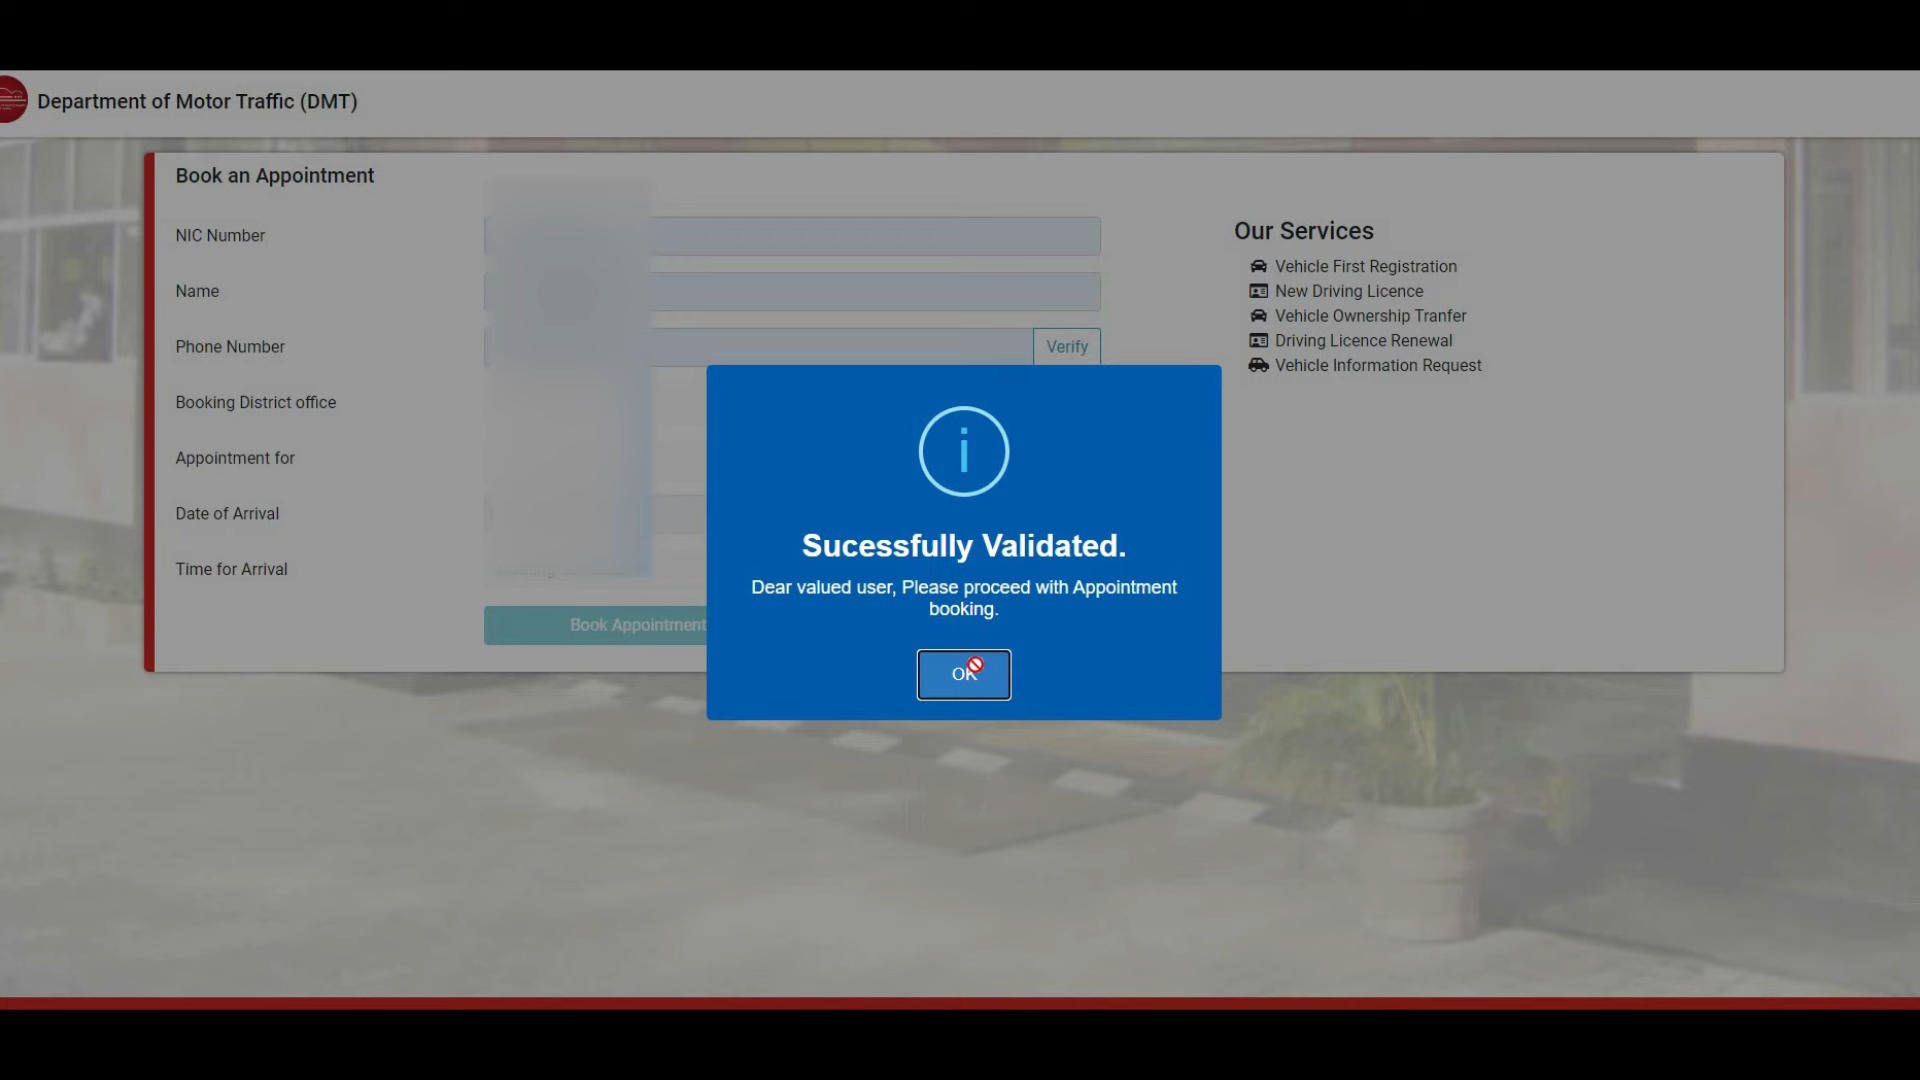 Department of Motor Traffic (DMT)
Book an Appointment
NIC Number
Name
Phone Number
Verify
Booking District office
Appointment for
Date of Arrival
Time for Arrival
Book Appointment
Our Services
Vehicle First Registration
New Driving Licence
Vehicle Ownership Tranfer
Driving Licence Renewal
Vehicle Information Request
i
Sucessfully Validated.
Dear valued user, Please proceed with Appointment
booking.
OK